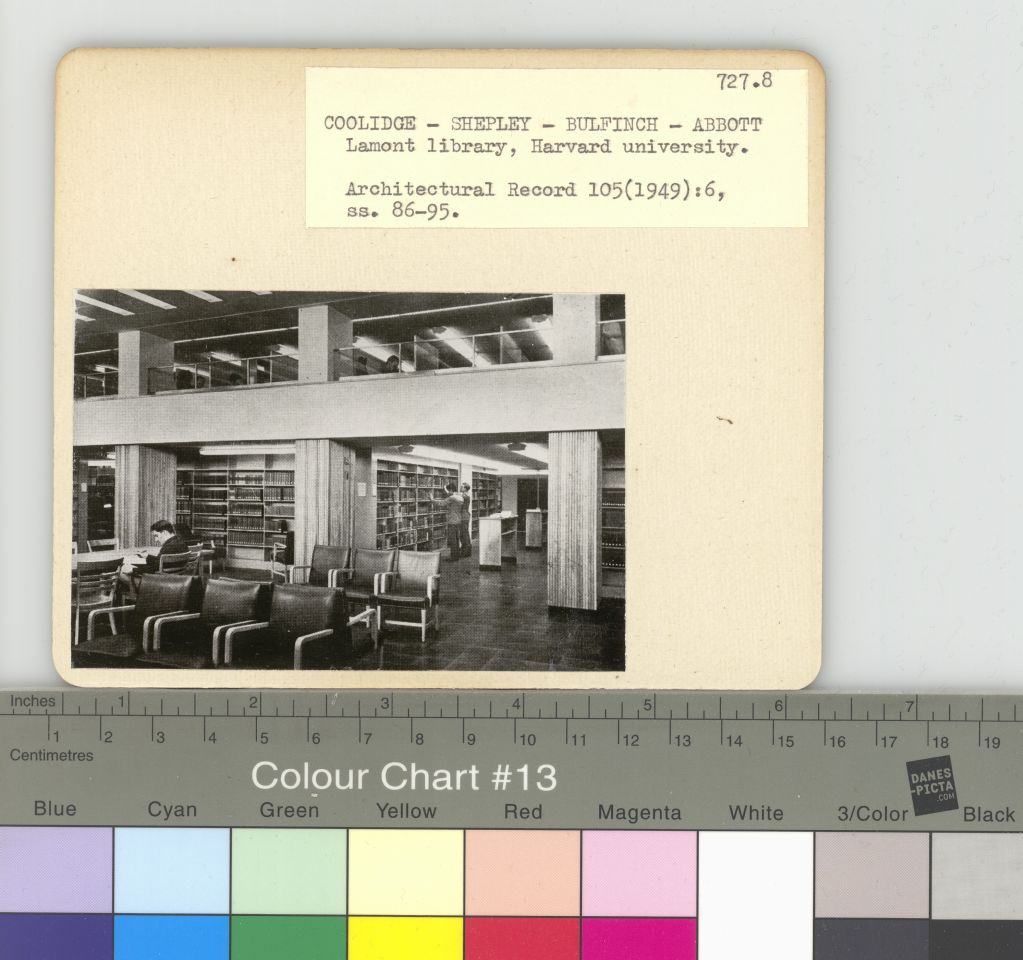 727.8
COOLIDGE - SHEPLEY - BULFINCH - ABBOTT
Lamont library, Harvard university.
Architectural Record 105(1949):6,
ss. 86-95.
Inches 1 2 3 4 5 6 7
1 2 3 4 5 6 7 8 9 10 11 12 13 14 15 16 17 18 19
Centimetres
Colour Chart #13
DANES
-PICTA
.COM
Blue Cyan Green Yellow Red Magenta White 3/Color Black